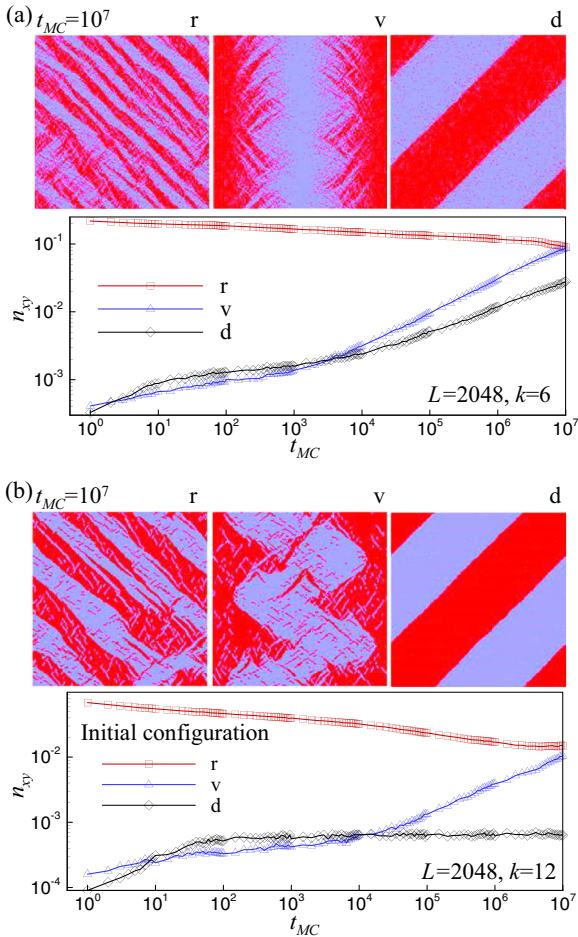 (a) t_MC=10^7 r v d
10^-1
10^-2
10^-3
n_xy
r
v
d
L=2048, k=6
10^0 10^1 10^2 10^3 10^4 10^5 10^6 10^7
t_MC
(b) t_MC=10^7 r v d
Initial configuration
10^-2
10^-3
10^-4
n_xy
r
v
d
L=2048, k=12
10^0 10^1 10^2 10^3 10^4 10^5 10^6 10^7
t_MC